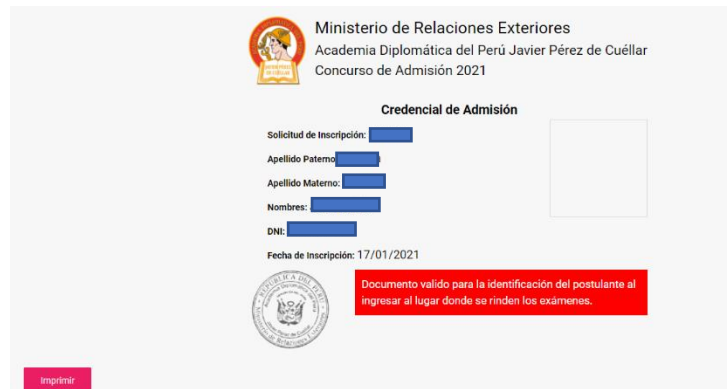 Ministerio de Relaciones Exteriores
Academia Diplomática del Perú Javier Pérez de Cuéllar
Concurso de Admisión 2021
Credencial de Admisión
Solicitud de Inscripción:
Apellido Paterno
Apellido Materno:
Nombres:
DNI:
Fecha de Inscripción: 17/01/2021
Documento valido para la identificación del postulante al
ingresar al lugar donde se rinden los exámenes.
Imprimir